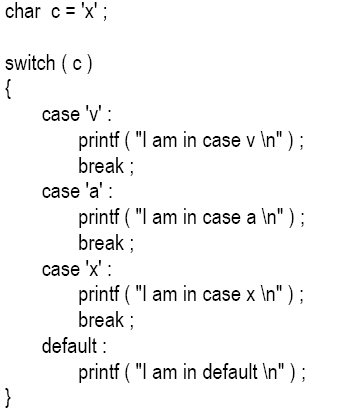 char c = 'x' ;
switch ( c )
{
case 'v' :
printf ( "I am in case v \n" ) ;
break ;
case 'a' :
printf ( "I am in case a \n" ) ;
break ;
case 'x' :
printf ( "I am in case x \n" ) ;
break ;
default :
printf ( "I am in default \n" ) ;
}